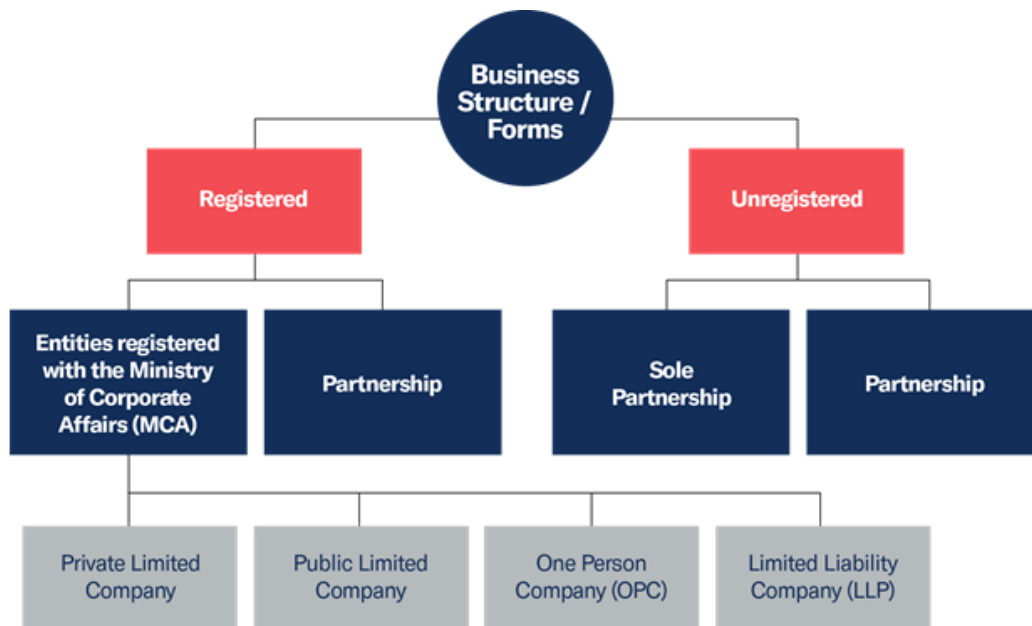 Business
Structure /
Forms
Registered
Unregistered
Entities registered
with the Ministry
of Corporate
Affairs (MCA)
Partnership
Sole
Partnership
Partnership
Private Limited
Company
Public Limited
Company
One Person
Company (OPC)
Limited Liability
Company (LLP)